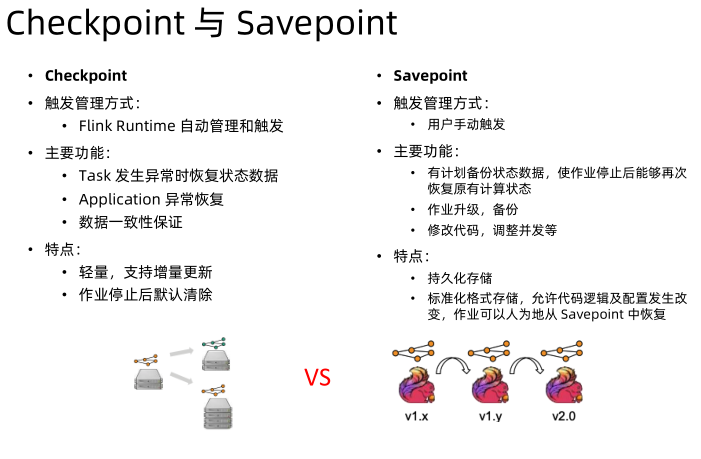 Checkpoint 与 Savepoint
• Checkpoint
• 触发管理方式：
• Flink Runtime 自动管理和触发
• 主要功能：
• Task 发生异常时恢复状态数据
• Application 异常恢复
• 数据一致性保证
• 特点：
• 轻量，支持增量更新
• 作业停止后默认清除
• Savepoint
• 触发管理方式：
• 用户手动触发
• 主要功能：
• 有计划备份状态数据，使作业停止后能够再次
恢复原有计算状态
• 作业升级，备份
• 修改代码，调整并发等
• 特点：
• 持久化存储
• 标准化格式存储，允许代码逻辑及配置发生改
变，作业可以人为地从 Savepoint 中恢复
VS
v1.x
v1.y
v2.0